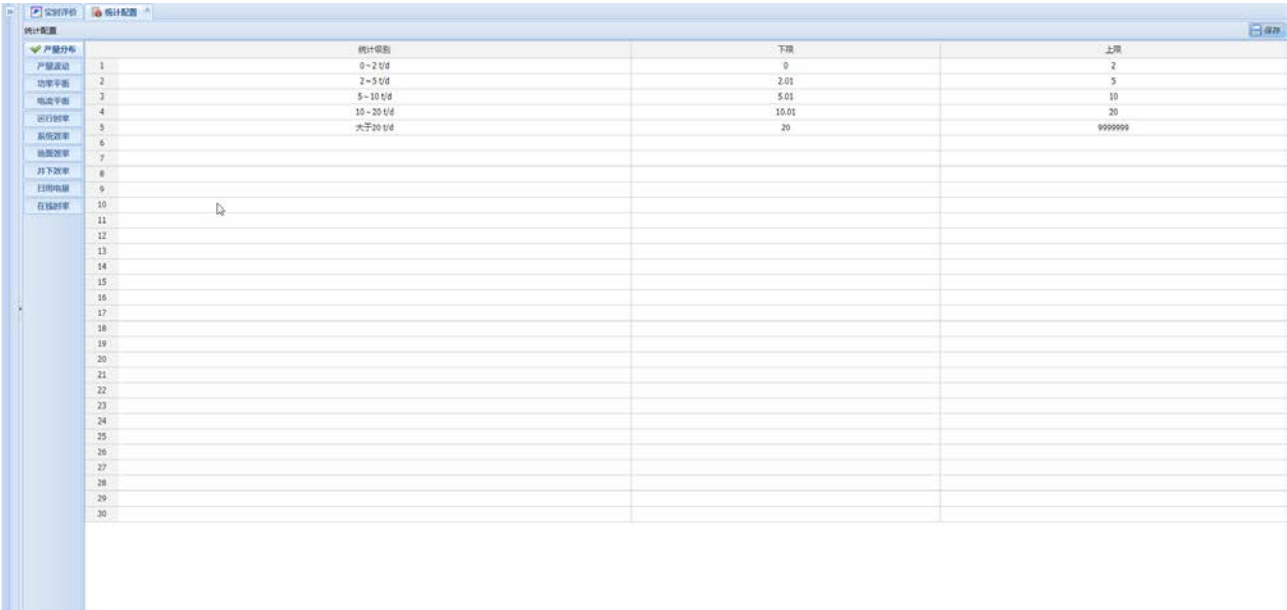 实时评价 统计配置
统计配置 保存
产量分布 统计级别 下限 上限
产量波动 1 0~2 t/d 0 2
功率平衡 2 2~5 t/d 2.01 5
电流平衡 3 5~10 t/d 5.01 10
运行时率 4 10~20 t/d 10.01 20
系统效率 5 大于20 t/d 20 9999999
地面效率 6
井下效率 7
日用电量 8
在线时率 9
10
11
12
13
14
15
16
17
18
19
20
21
22
23
24
25
26
27
28
29
30